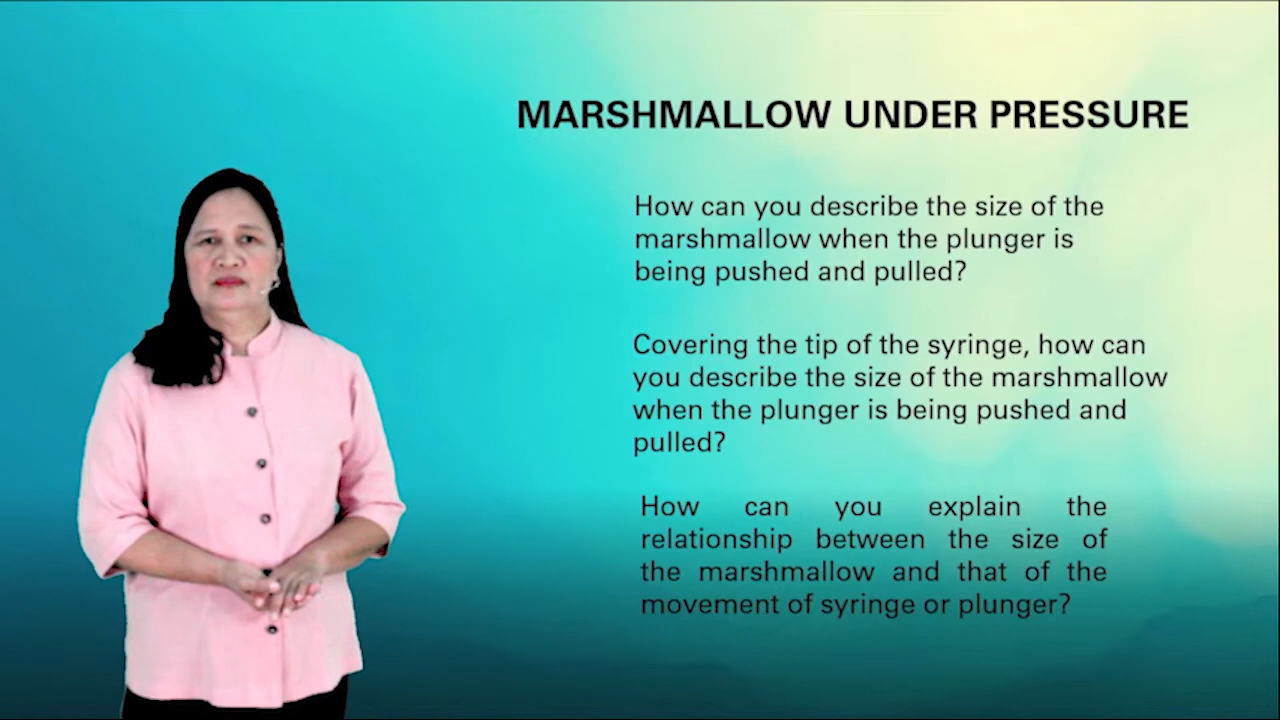 MARSHMALLOW UNDER PRESSURE
How can you describe the size of the
marshmallow when the plunger is
being pushed and pulled?
Covering the tip of the syringe, how can
you describe the size of the marshmallow
when the plunger is being pushed and
pulled?
How can you explain the
relationship between the size of
the marshmallow and that of the
movement of syringe or plunger?